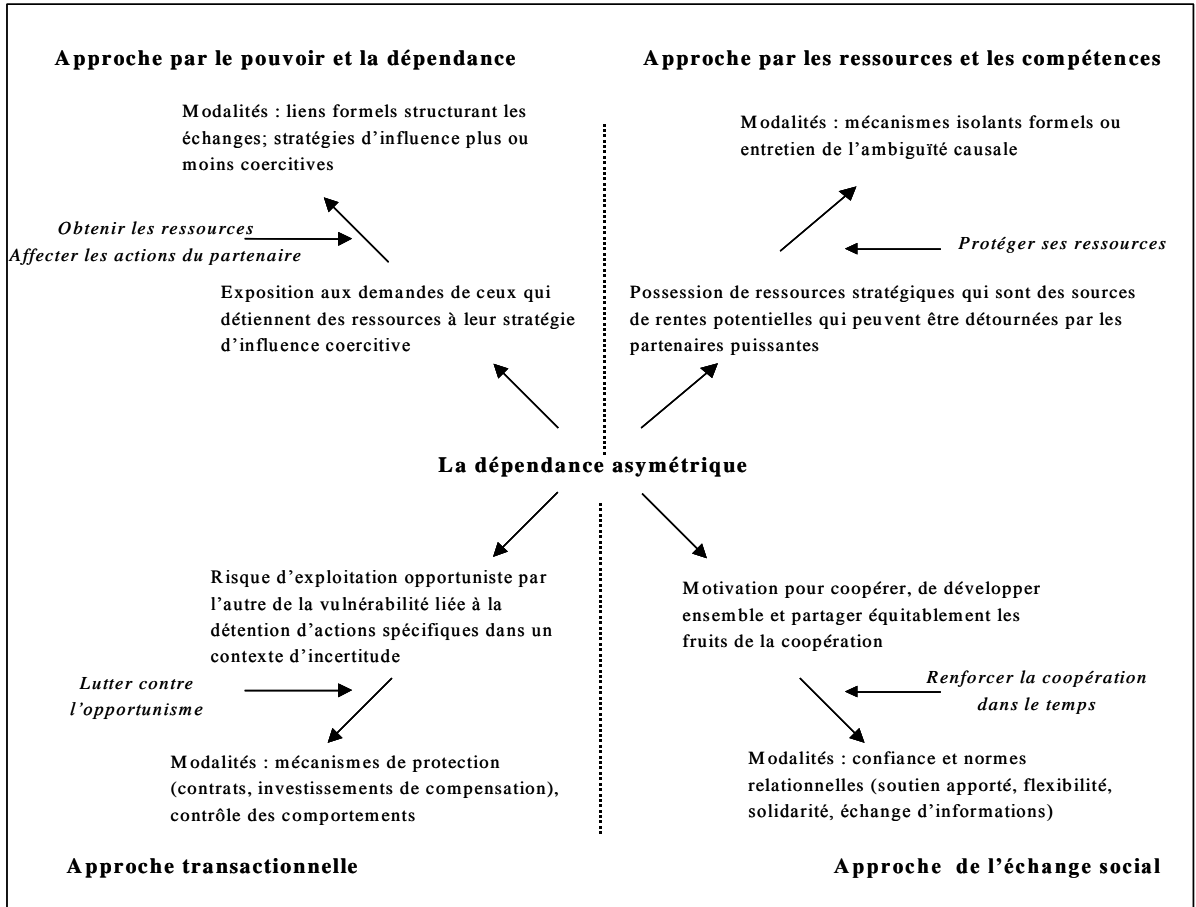 Approche par le pouvoir et la dépendance
Modalités : liens formels structurant les
échanges; stratégies d’influence plus ou
moins coercitives
Obtenir les ressources
Affecter les actions du partenaire
Exposition aux demandes de ceux qui
détiennent des ressources à leur stratégie
d’influence coercitive
Approche par les ressources et les compétences
Modalités : mécanismes isolants formels ou
entretien de l’ambiguïté causale
Protéger ses ressources
Possession de ressources stratégiques qui sont des sources
de rentes potentielles qui peuvent être détournées par les
partenaires puissantes
La dépendance asymétrique
Risque d’exploitation opportuniste par
l’autre de la vulnérabilité liée à la
détention d’actions spécifiques dans un
contexte d’incertitude
Lutter contre
l’opportunisme
Modalités : mécanismes de protection
(contrats, investissements de compensation),
contrôle des comportements
Approche transactionnelle
Motivation pour coopérer, de développer
ensemble et partager équitablement les
fruits de la coopération
Renforcer la coopération
dans le temps
Modalités : confiance et normes
relationnelles (soutien apporté, flexibilité,
solidarité, échange d’informations)
Approche de l’échange social